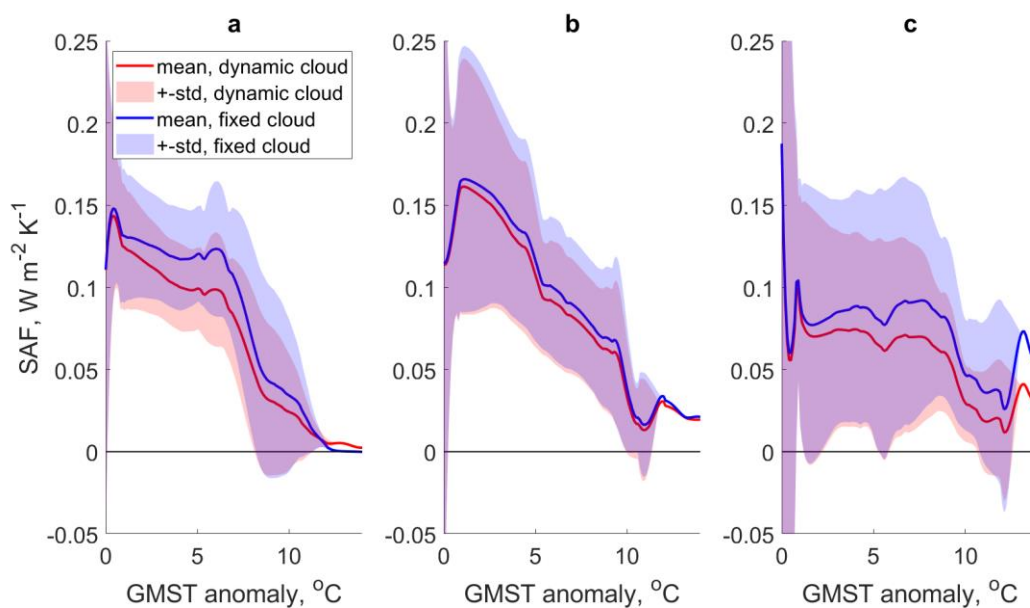 a
b
c
0.25
0.2
0.15
0.1
0.05
0
-0.05
SAF, W m⁻² K⁻¹
mean, dynamic cloud
+-std, dynamic cloud
mean, fixed cloud
+-std, fixed cloud
0
5
10
GMST anomaly, °C
0.25
0.2
0.15
0.1
0.05
0
-0.05
0
5
10
GMST anomaly, °C
0.25
0.2
0.15
0.1
0.05
0
-0.05
0
5
10
GMST anomaly, °C